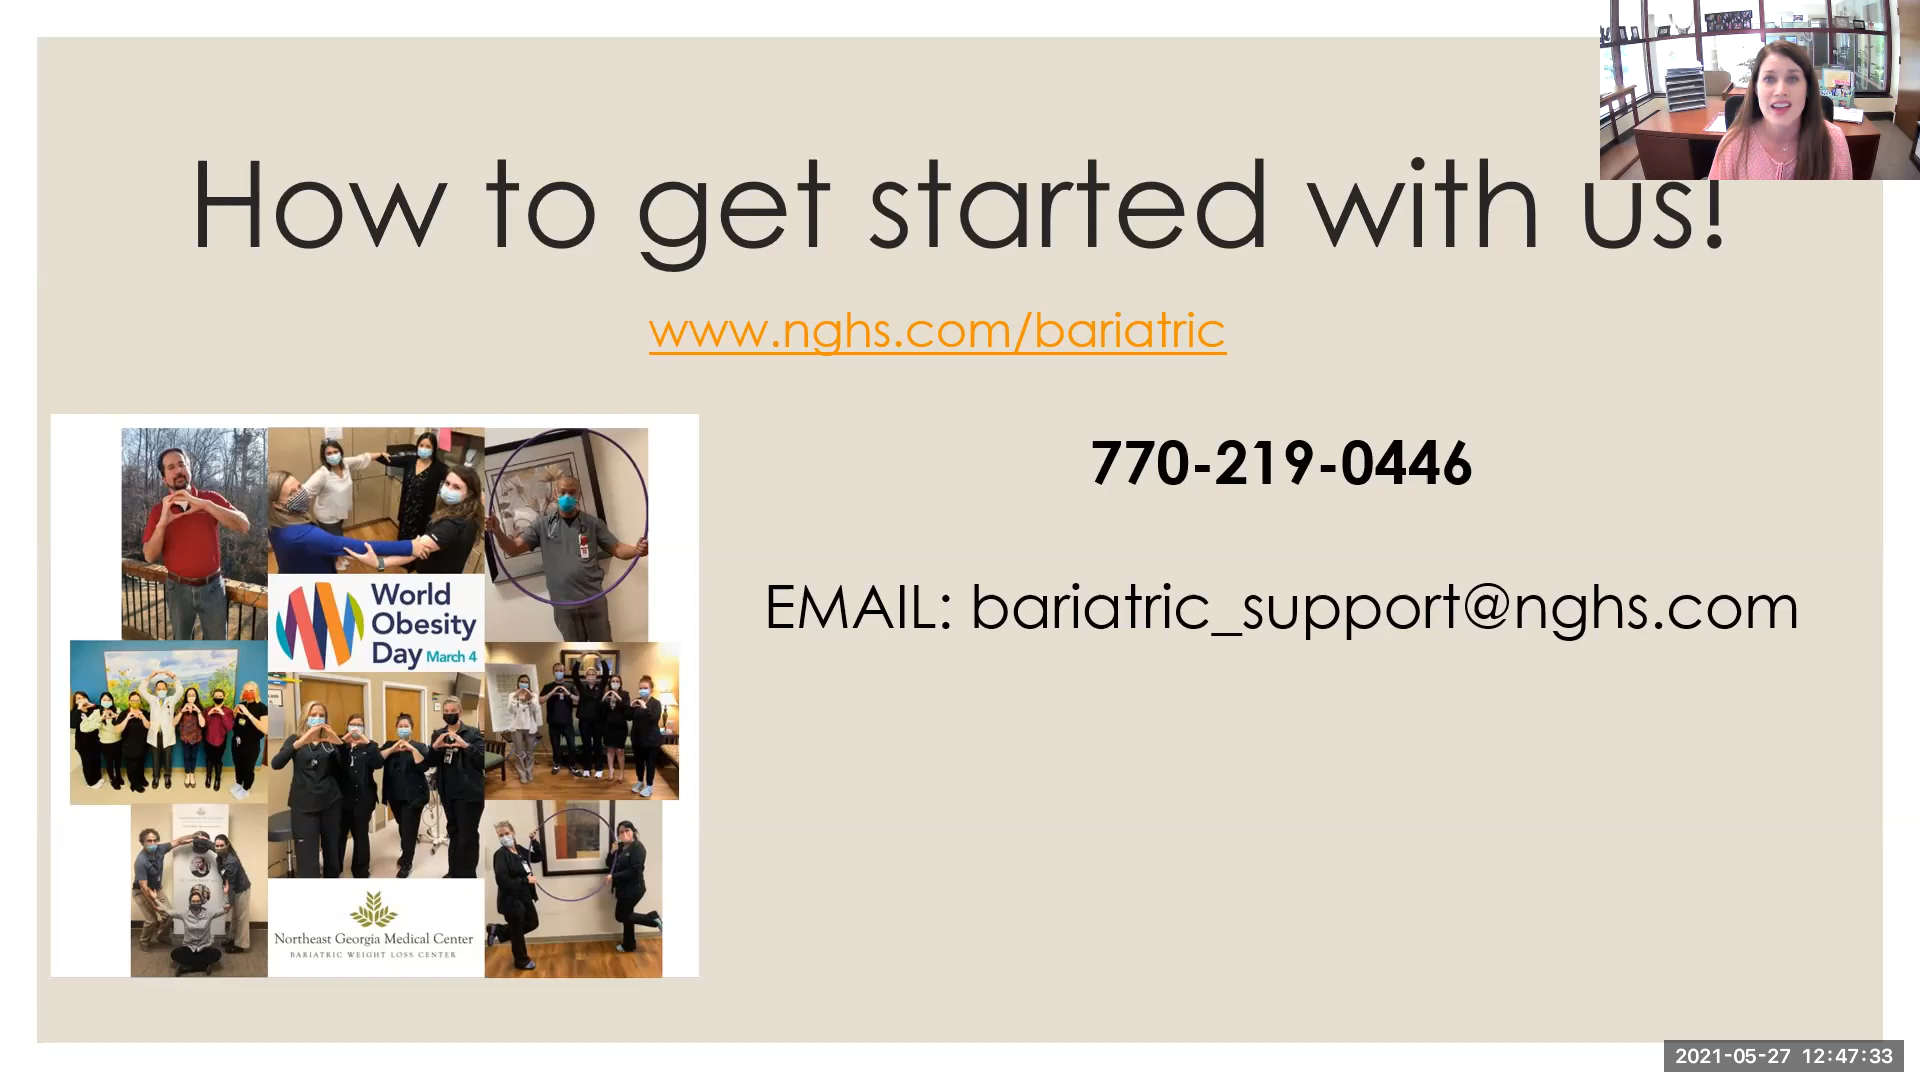 How to get started with us!
www.nghs.com/bariatric
770-219-0446
EMAIL: bariatric_support@nghs.com
World
Obesity
Day March 4
Northeast Georgia Medical Center
BARIATRIC WEIGHT LOSS CENTER
2021-05-27 12:47:33